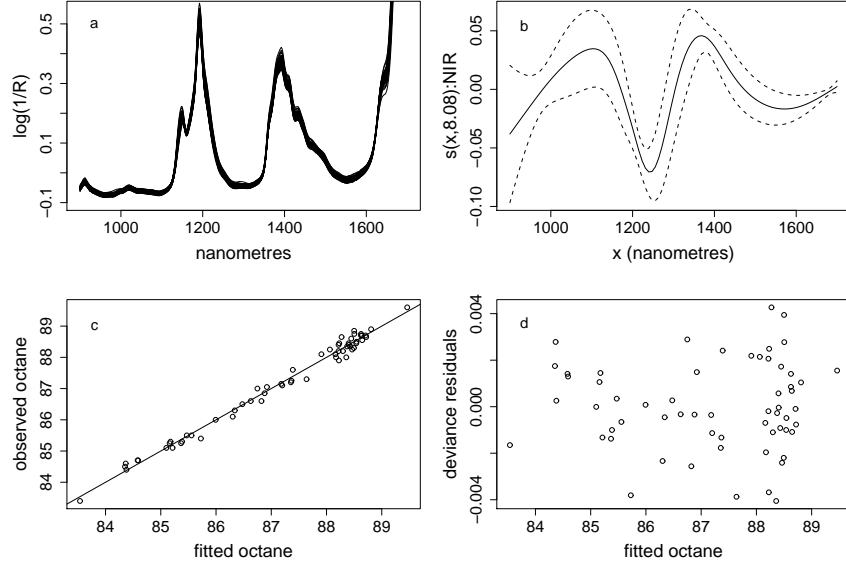 a
log(1/R)
-0.1 0.1 0.3 0.5
1000 1200 1400 1600
nanometres
b
s(x,8.08):NIR
-0.10 -0.05 0.00 0.05
1000 1200 1400 1600
x (nanometres)
c
observed octane
84 85 86 87 88 89
84 85 86 87 88 89
fitted octane
d
deviance residuals
-0.004 0.000 0.004
84 85 86 87 88 89
fitted octane